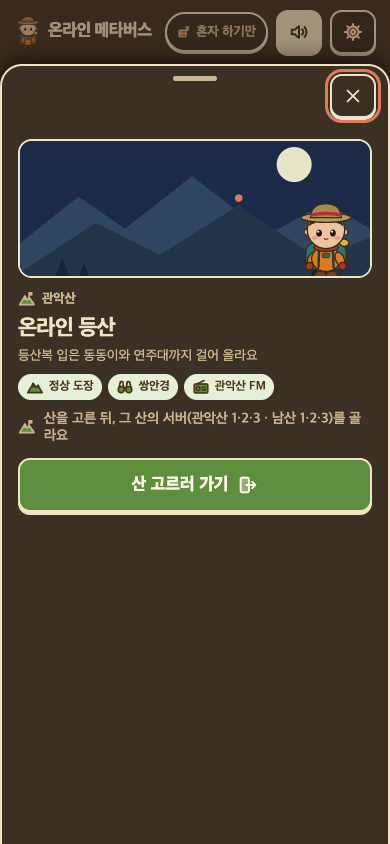 온라인 메타버스
혼자 하기만
관악산
온라인 등산
등산복 입은 동동이와 연주대까지 걸어 올라요
정상 도장
쌍안경
관악산 FM
산을 고른 뒤, 그 산의 서버(관악산 1·2·3 · 남산 1·2·3)를 골
라요
산 고르러 가기